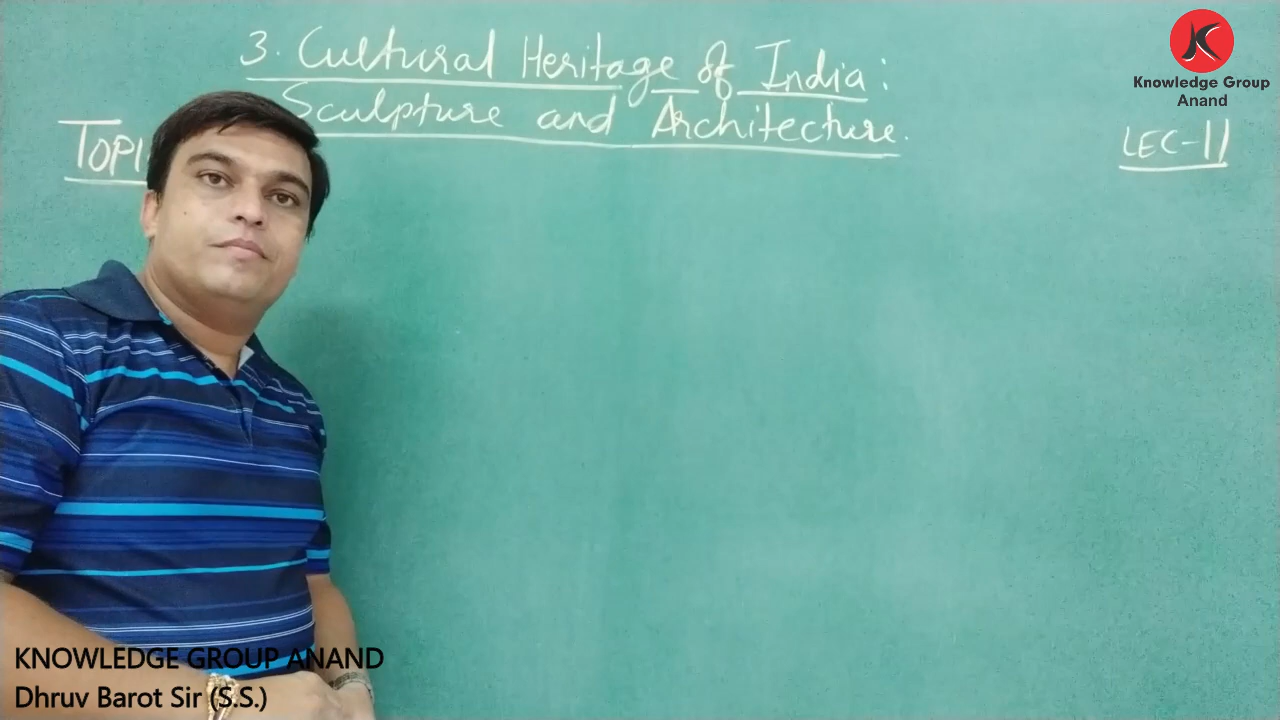 3. Cultural Heritage of India:
Sculpture and Architecture.
TOPI
LEC-11
Knowledge Group
Anand
KNOWLEDGE GROUP ANAND
Dhruv Barot Sir (S.S.)